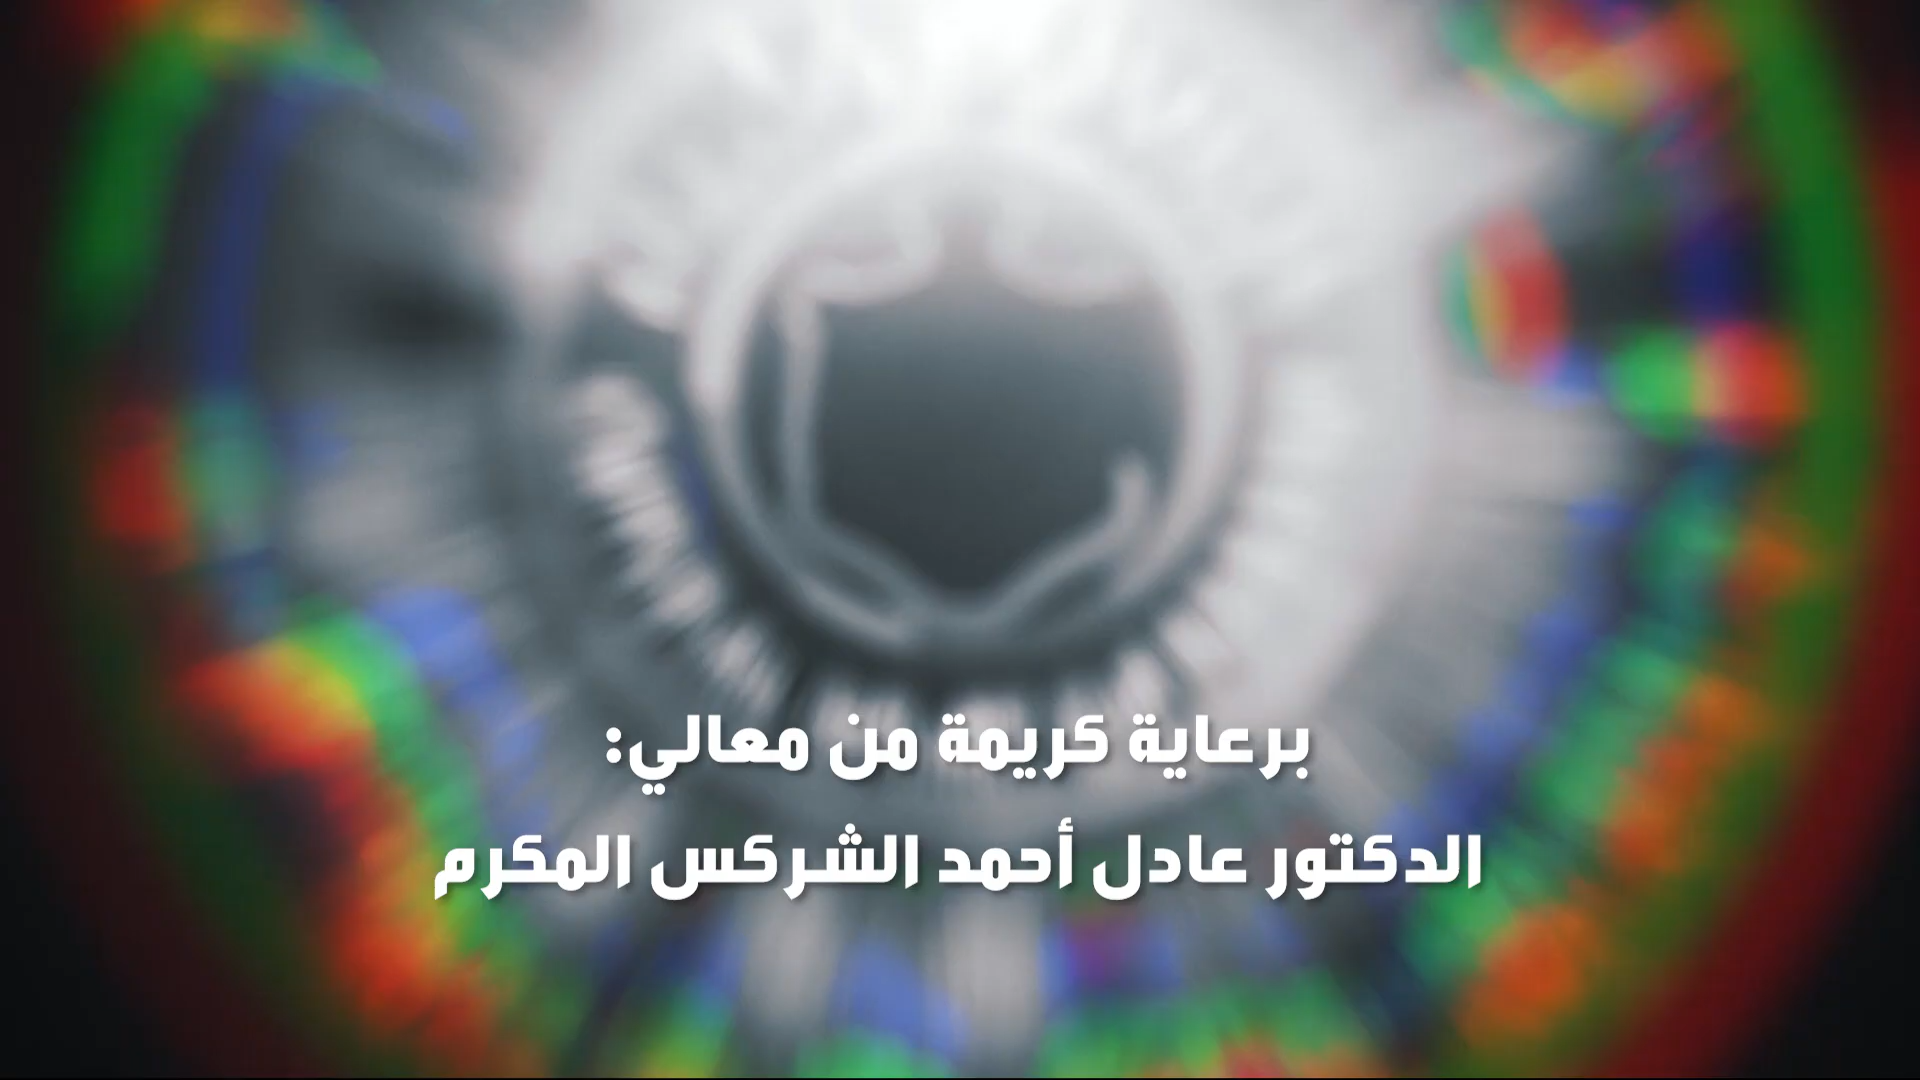 برعاية كريمة من معالي:
الدكتور عادل أحمد الشركس المكرم